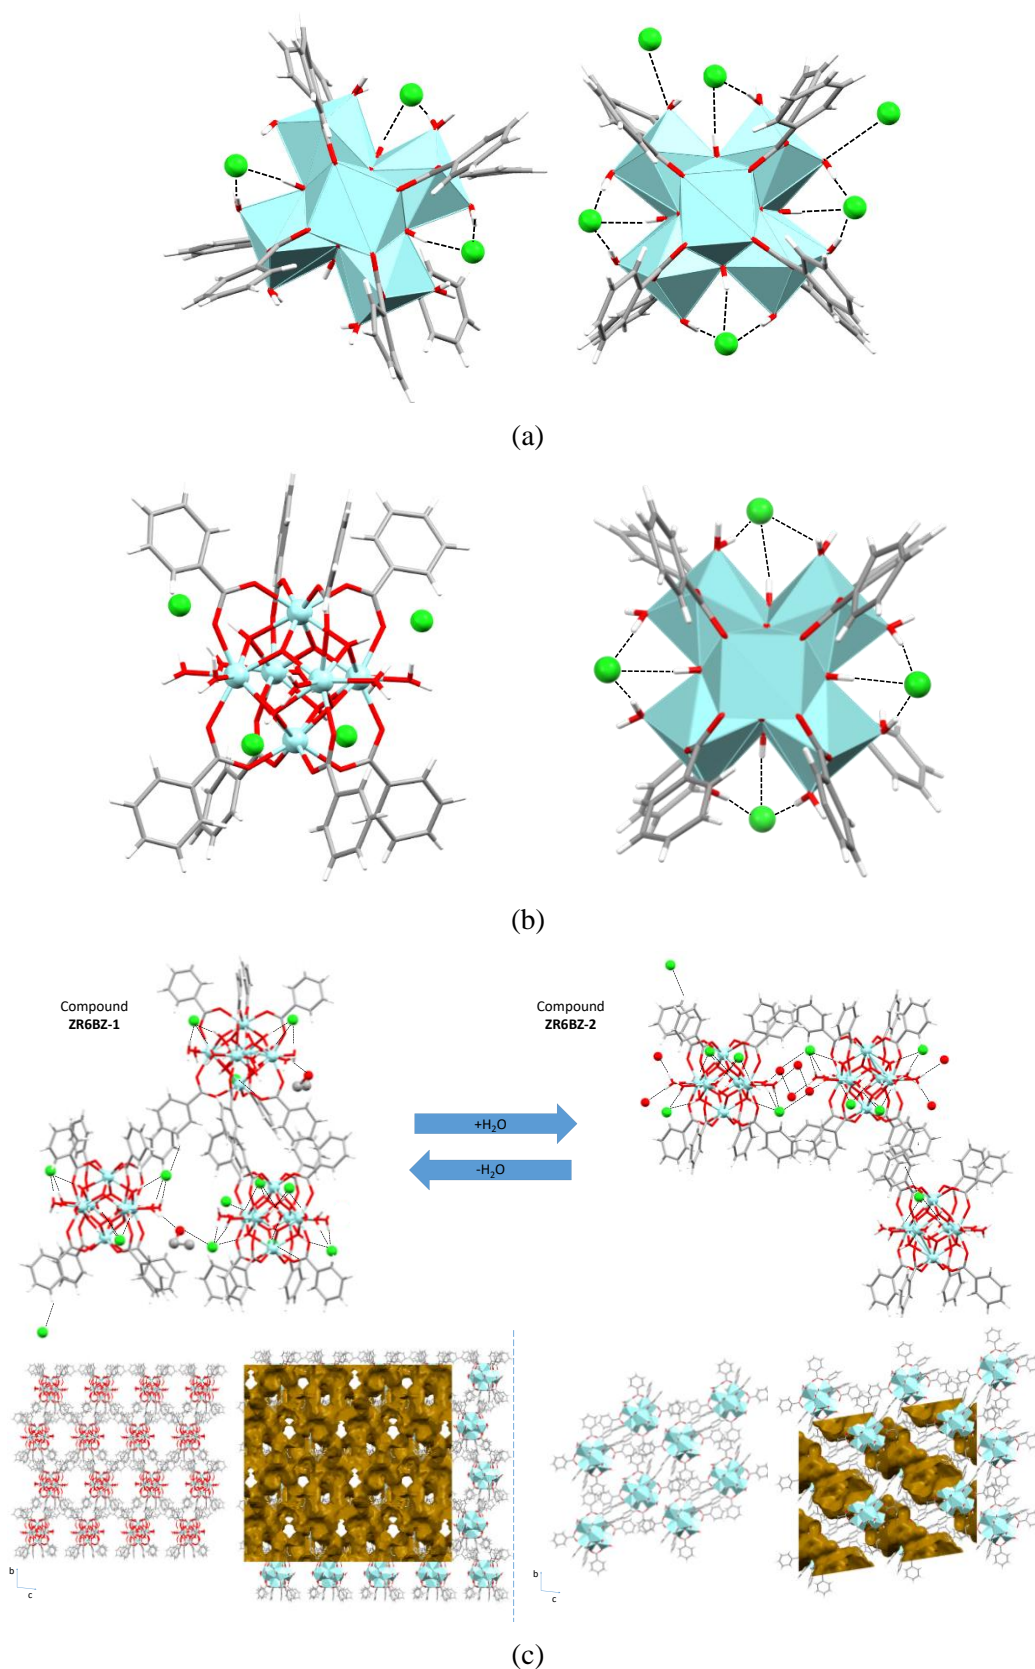 (a)
(b)
Compound
ZR6BZ-1
Compound
ZR6BZ-2
+H₂O
-H₂O
b
c
b
c
(c)